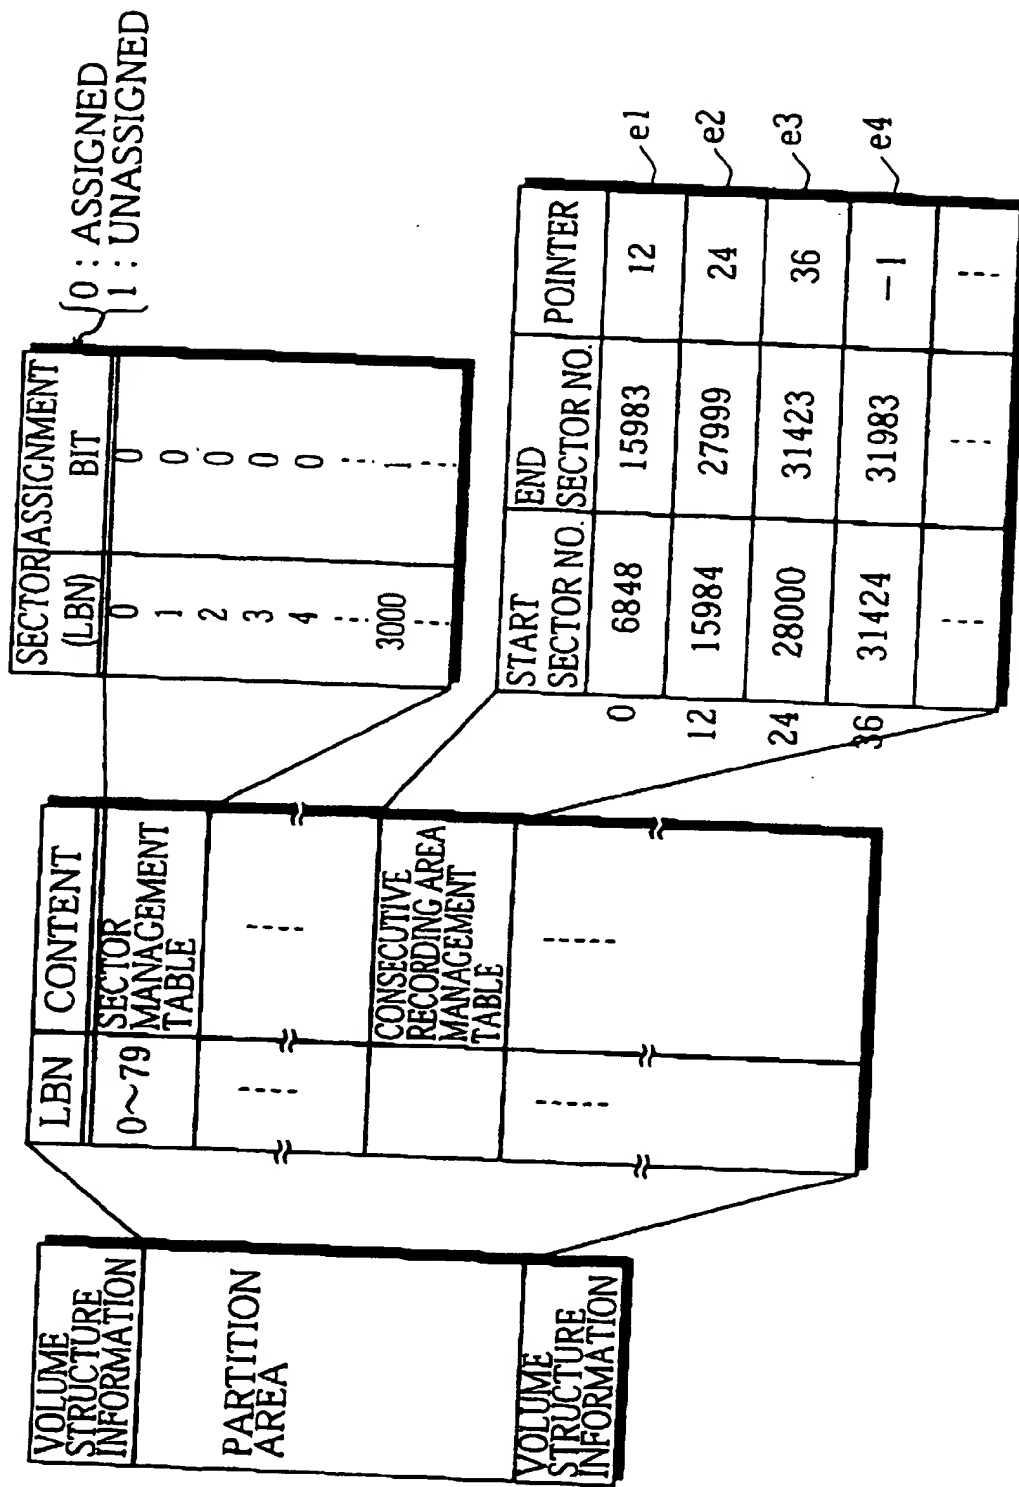 VOLUME
STRUCTURE
INFORMATION
PARTITION
AREA
VOLUME
STRUCTURE
INFORMATION
LBN CONTENT
0~79 SECTOR
MANAGEMENT
TABLE
----- -----
CONSECUTIVE
RECORDING AREA
MANAGEMENT
TABLE
----- -----
SECTOR (LBN) ASSIGNMENT BIT
0 0
1 0
2 0
3 0
4 0
--- ---
3000 1
--- ---
0 : ASSIGNED
1 : UNASSIGNED
START SECTOR NO. END SECTOR NO. POINTER
0 6848 15983 12 e1
12 15984 27999 24 e2
24 28000 31423 36 e3
36 31424 31983 −1 e4
--- --- ---